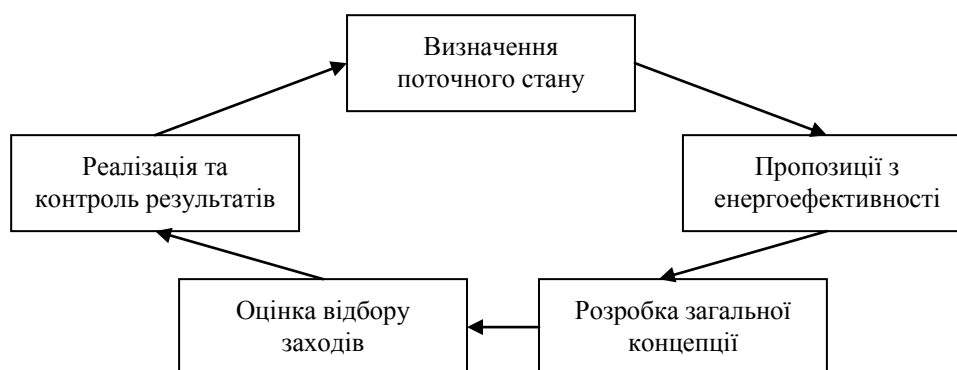 Визначення
поточного стану
Пропозиції з
енергоефективності
Розробка загальної
концепції
Оцінка відбору
заходів
Реалізація та
контроль результатів